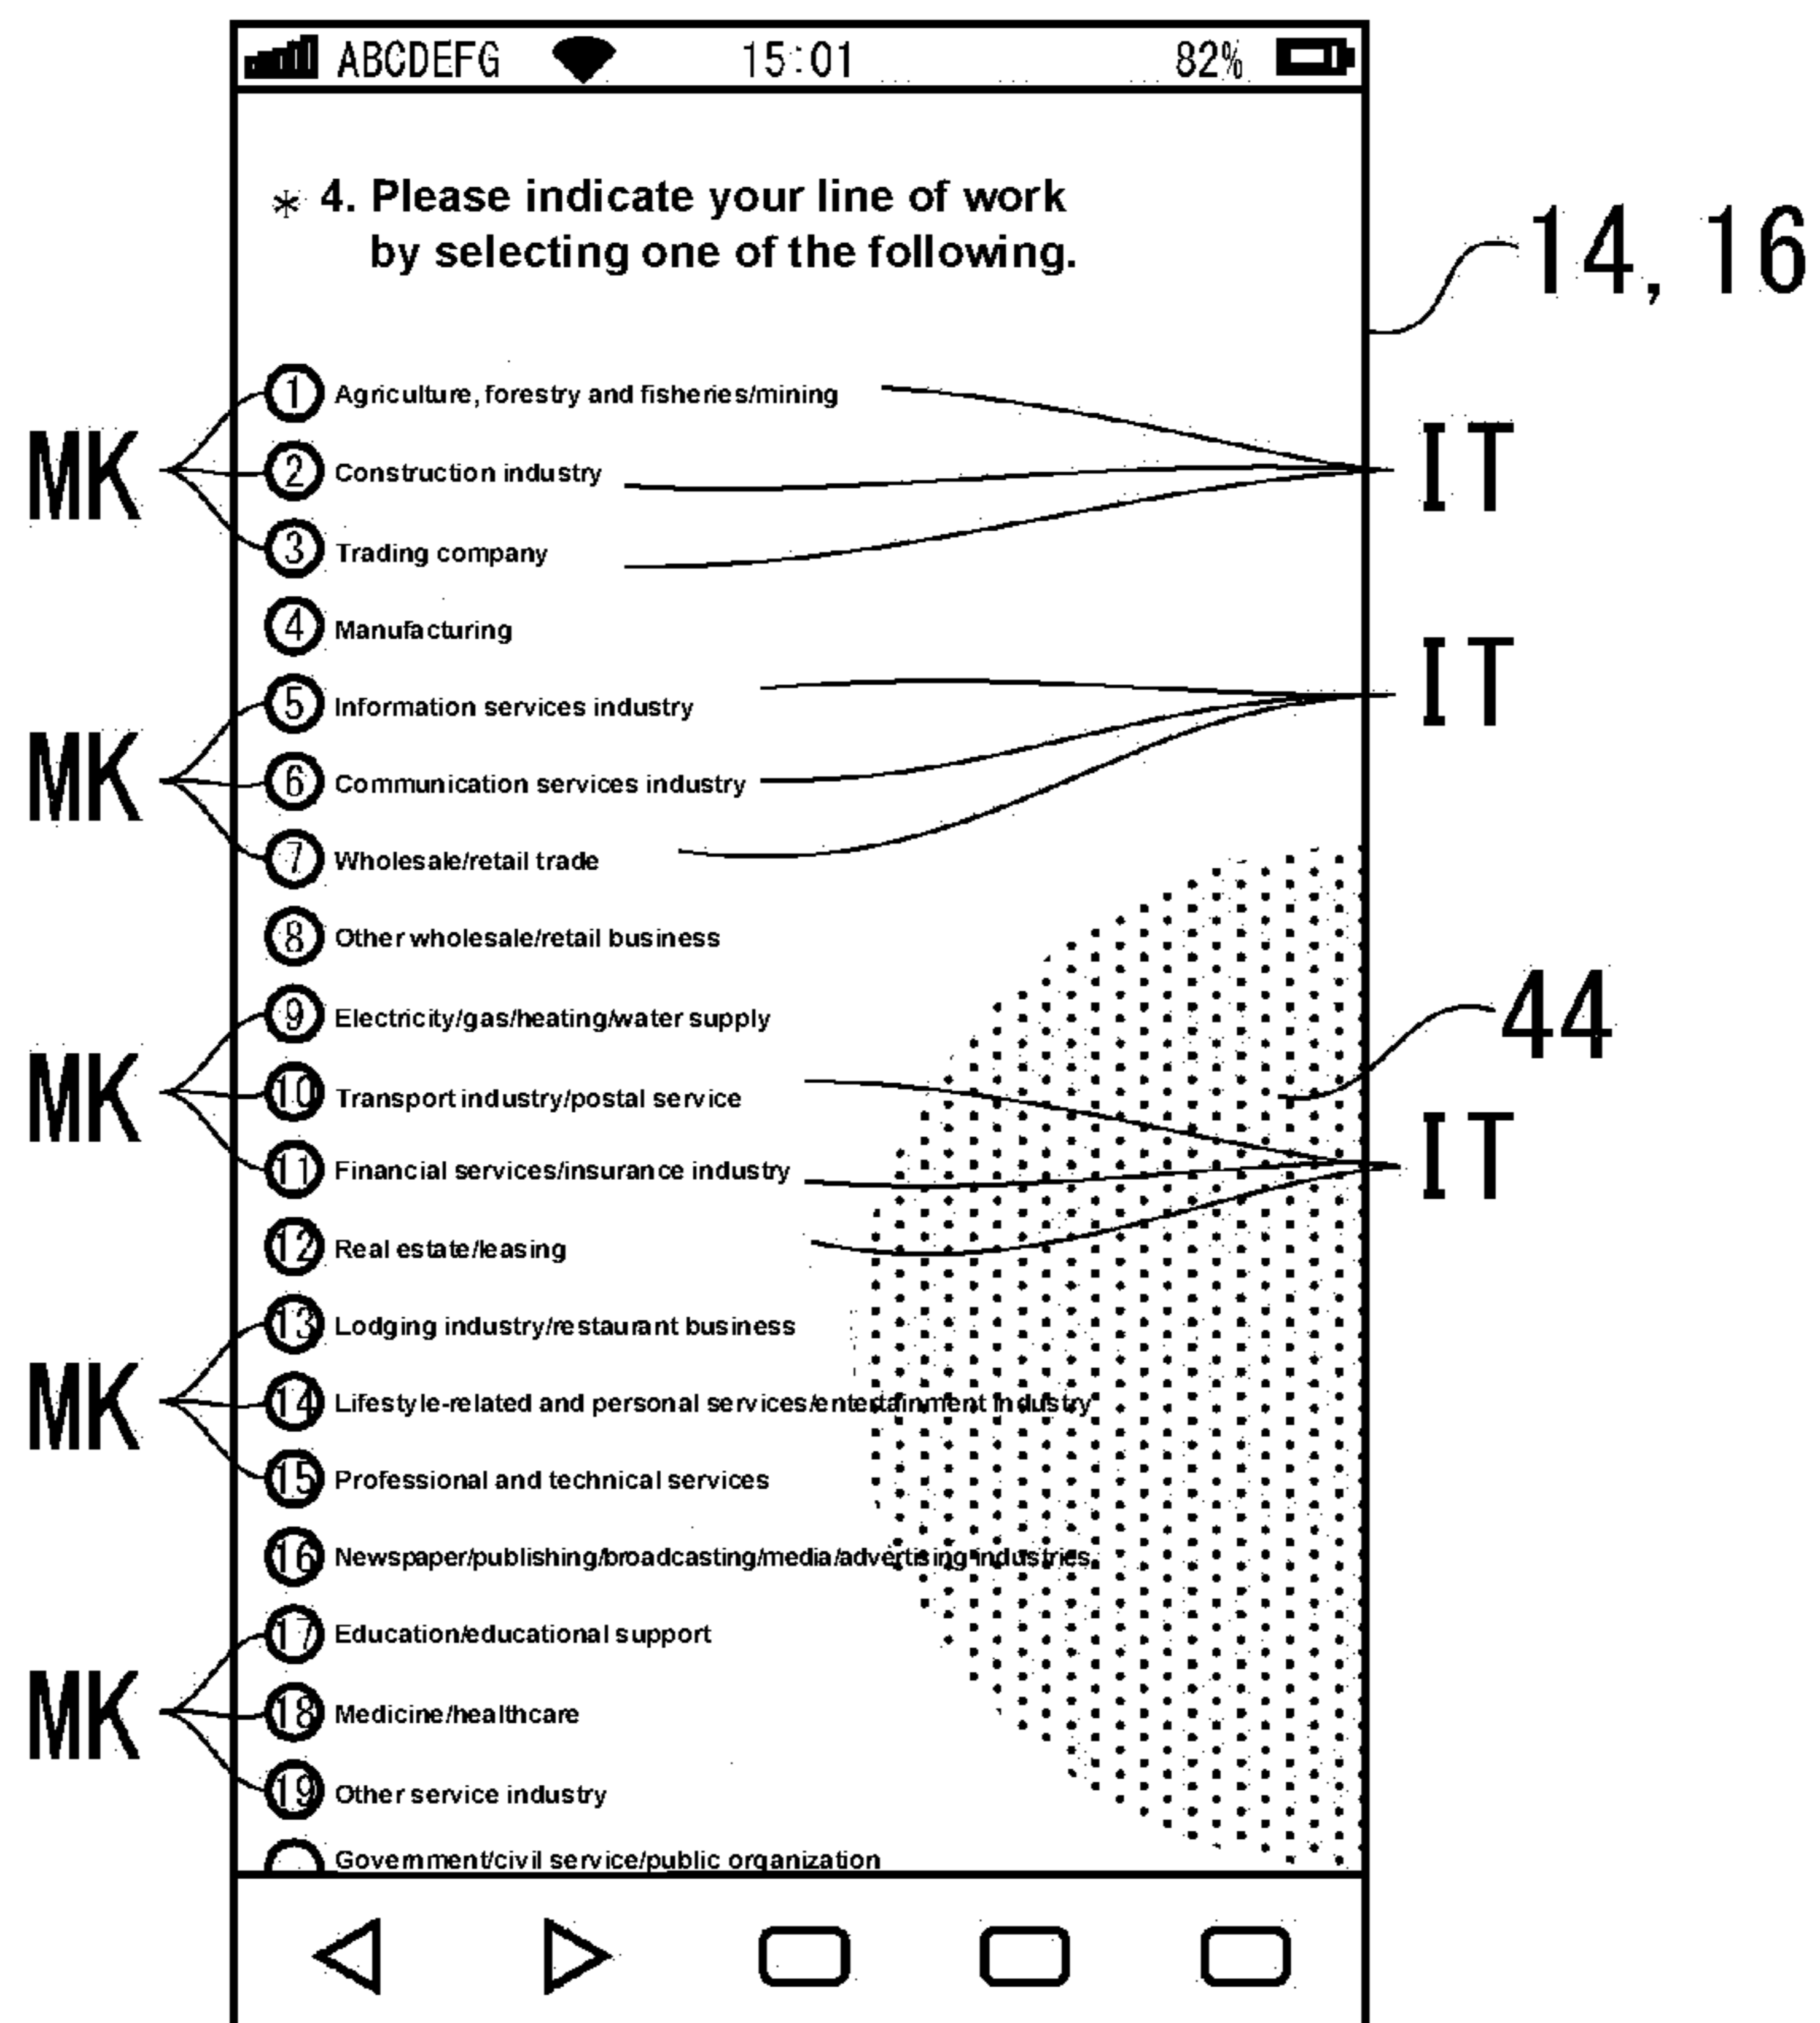 ABCDEFG 15:01 82%
* 4. Please indicate your line of work
by selecting one of the following.
14, 16
1 Agriculture, forestry and fisheries/mining
MK 2 Construction industry IT
3 Trading company
4 Manufacturing
IT
5 Information services industry
MK 6 Communication services industry
7 Wholesale/retail trade
8 Other wholesale/retail business
44
9 Electricity/gas/heating/water supply
MK 10 Transport industry/postal service
IT
11 Financial services/insurance industry
12 Real estate/leasing
13 Lodging industry/restaurant business
MK 14 Lifestyle-related and personal services/entertainment industry
15 Professional and technical services
16 Newspaper/publishing/broadcasting/media/advertising industries
17 Education/educational support
MK 18 Medicine/healthcare
19 Other service industry
Government/civil service/public organization